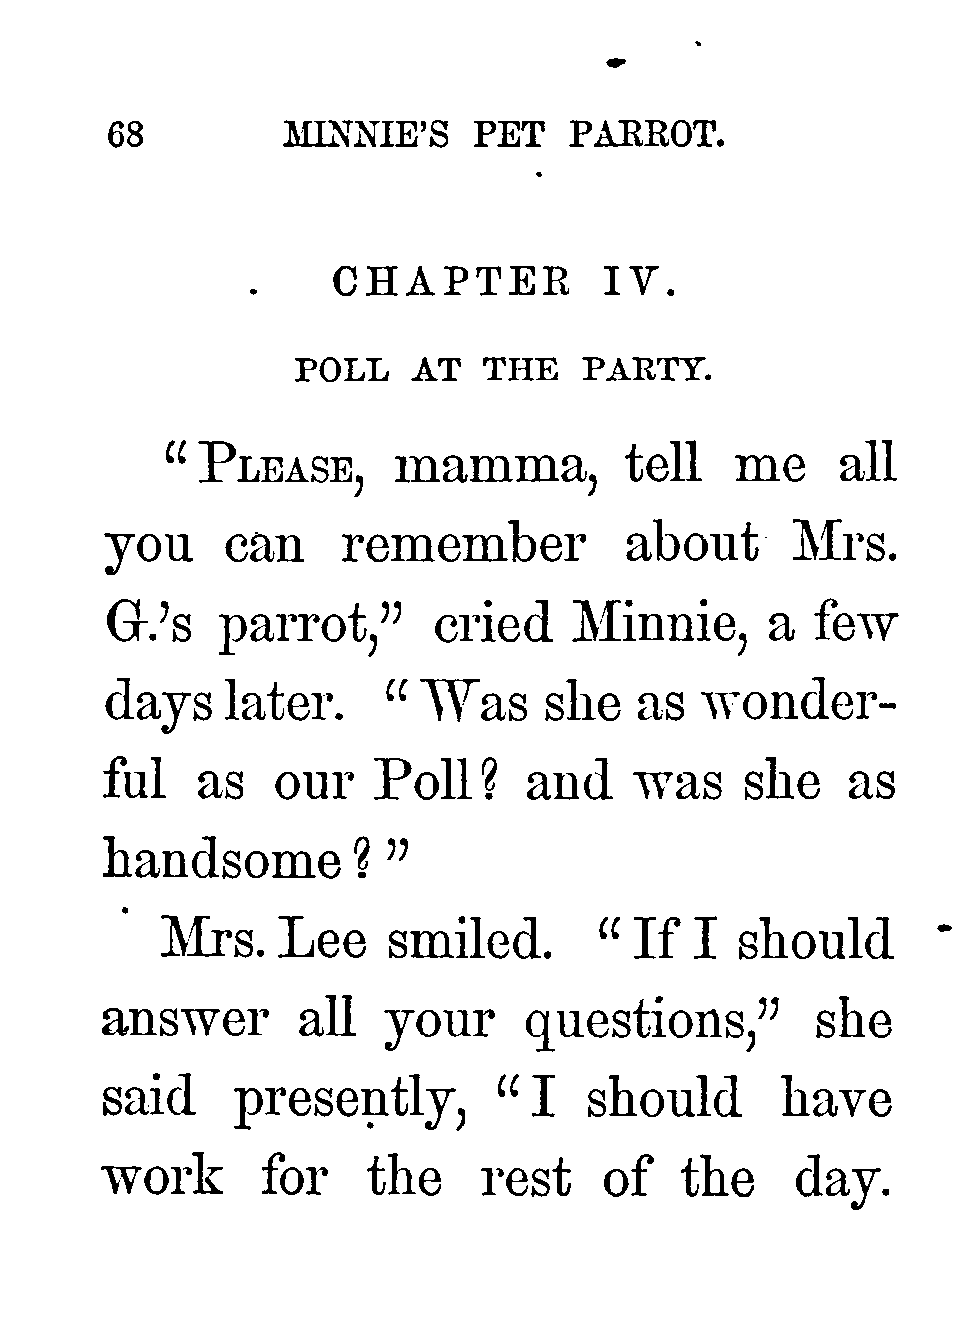 68 MINNIE'S PET PARROT.
CHAPTER IV.
POLL AT THE PARTY.
“PLEASE, mamma, tell me all
you can remember about Mrs.
G.'s parrot,” cried Minnie, a few
days later. “Was she as wonder-
ful as our Poll? and was she as
handsome?”
Mrs. Lee smiled. “If I should
answer all your questions,” she
said presently, “I should have
work for the rest of the day.